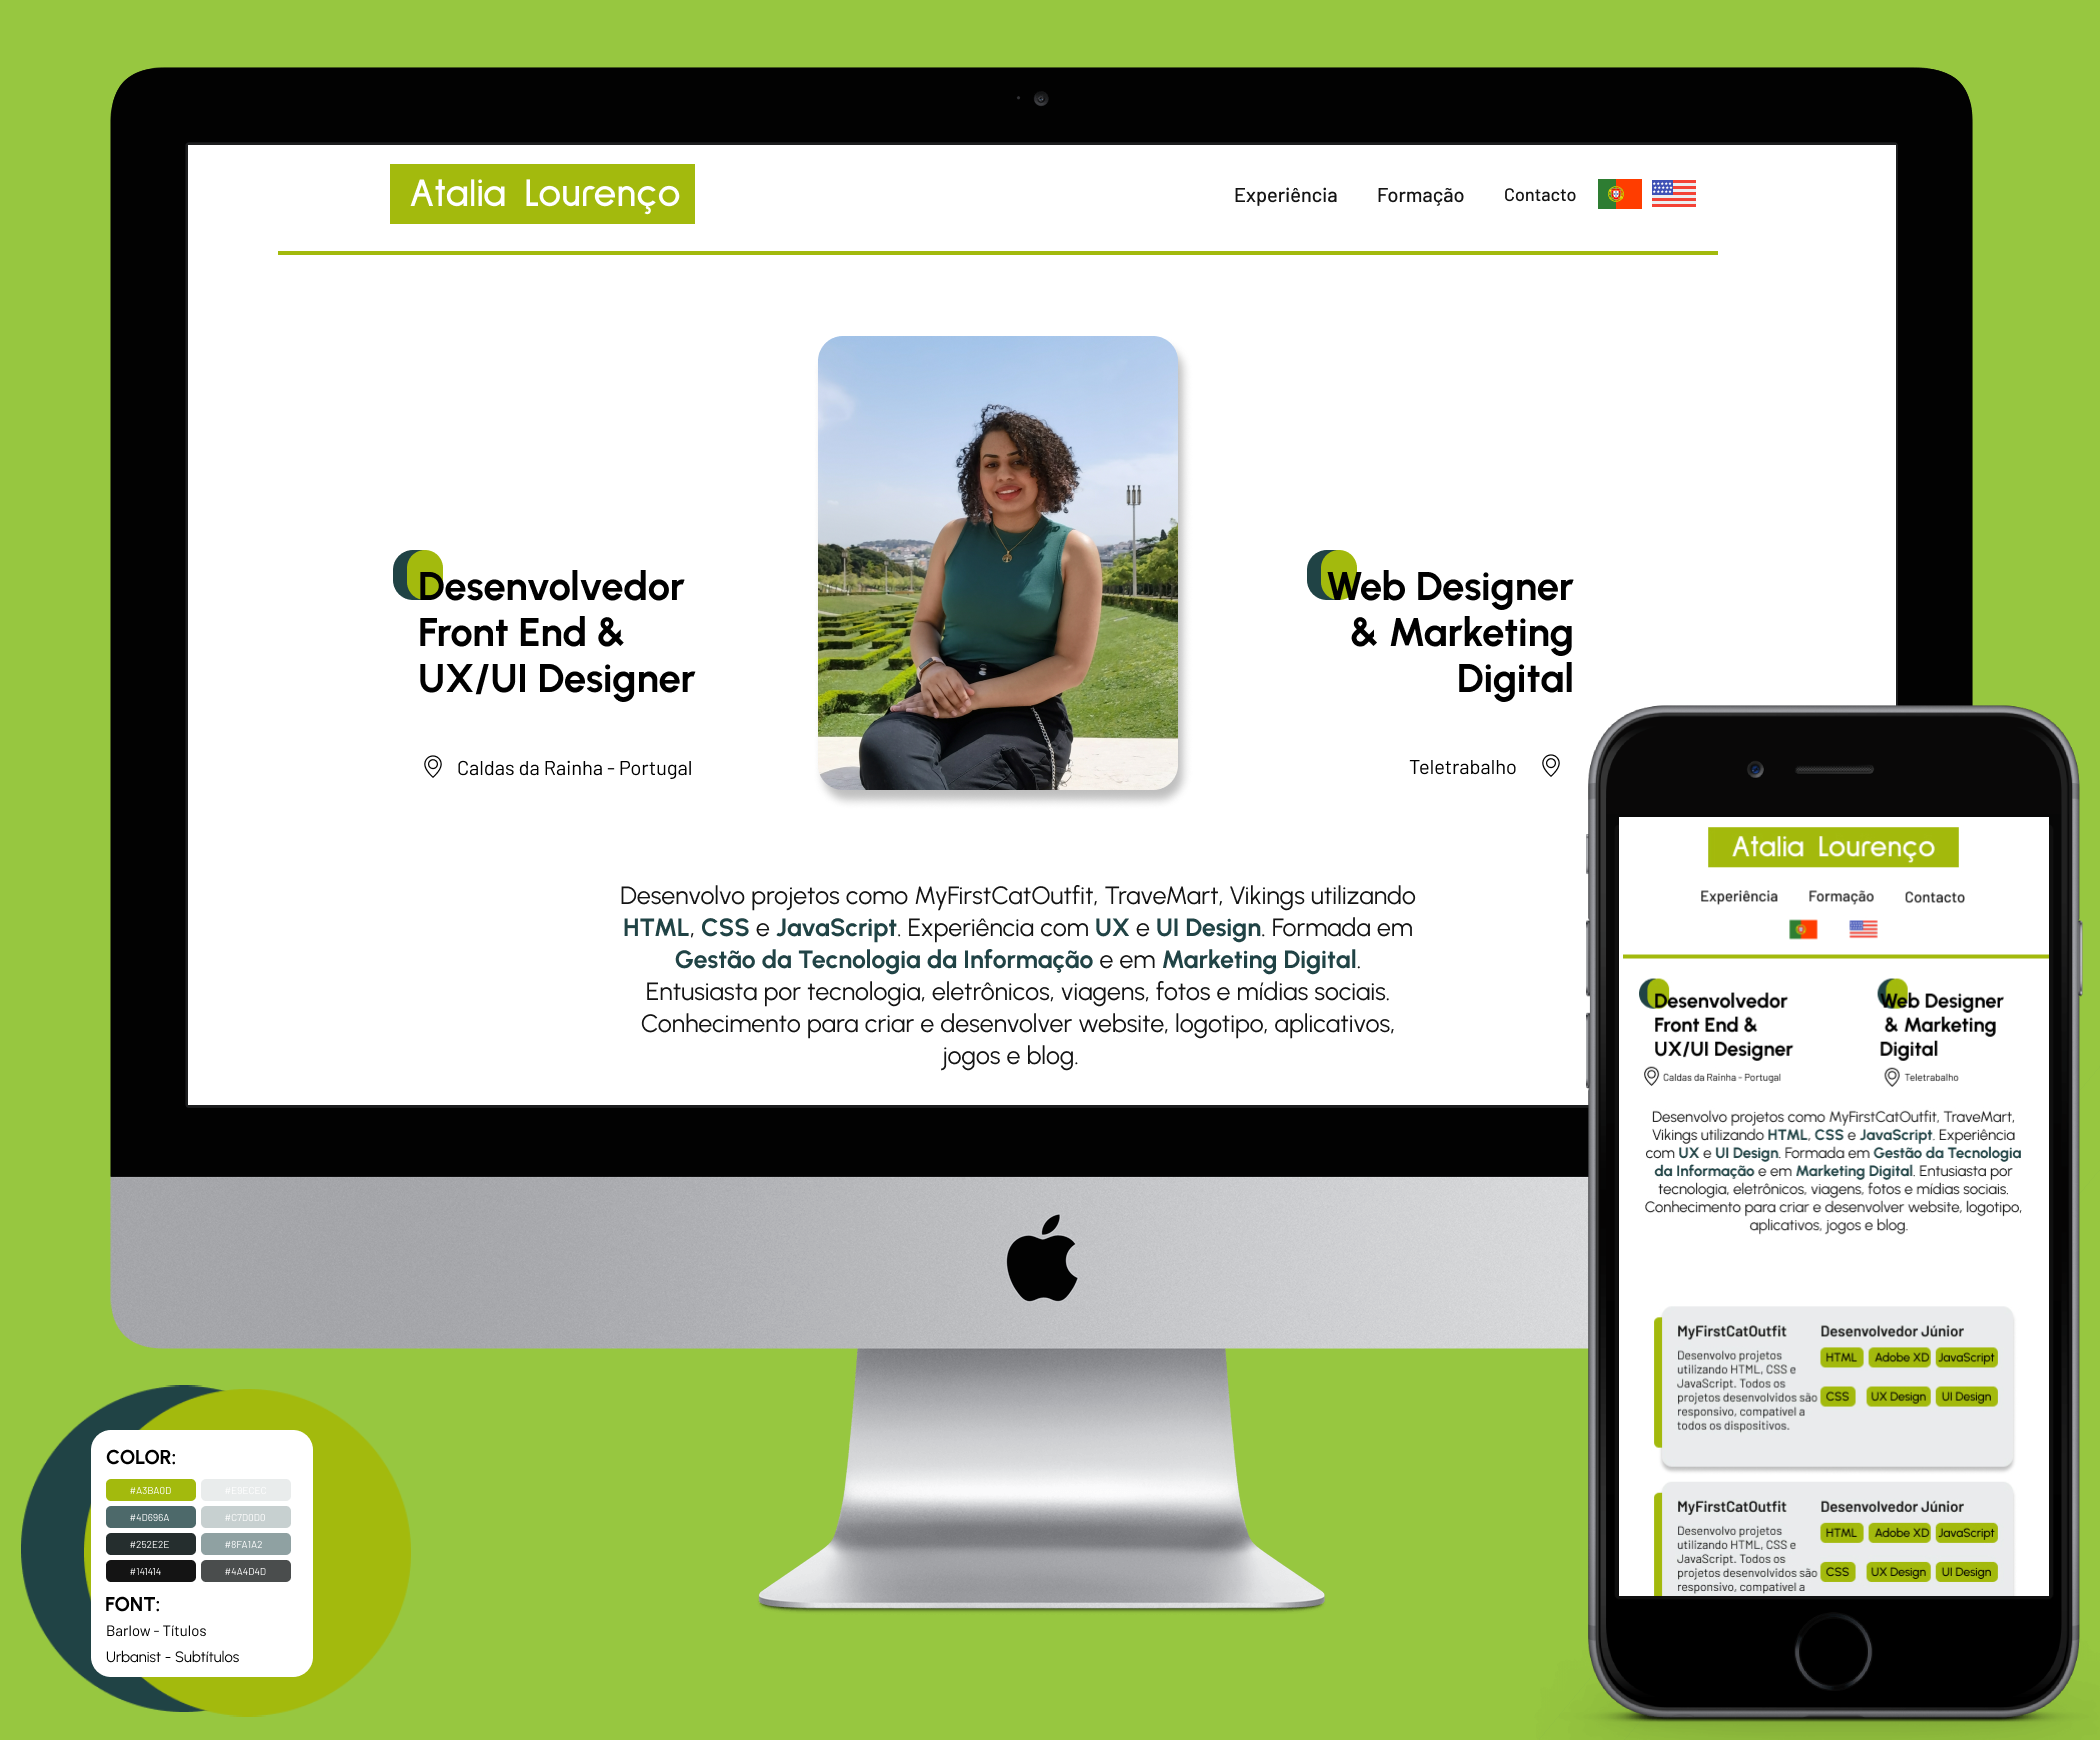 Atalia Lourenço
Experiência Formação Contacto
Desenvolvedor
Front End &
UX/UI Designer
Caldas da Rainha - Portugal
Web Designer
& Marketing
Digital
Teletrabalho
Desenvolvo projetos como MyFirstCatOutfit, TraveMart, Vikings utilizando
HTML, CSS e JavaScript. Experiência com UX e UI Design. Formada em
Gestão da Tecnologia da Informação e em Marketing Digital.
Entusiasta por tecnologia, eletrônicos, viagens, fotos e mídias sociais.
Conhecimento para criar e desenvolver website, logotipo, aplicativos,
jogos e blog.
Atalia Lourenço
Experiência Formação Contacto
Desenvolvedor
Front End &
UX/UI Designer
Caldas da Rainha - Portugal
Web Designer
& Marketing
Digital
Teletrabalho
Desenvolvo projetos como MyFirstCatOutfit, TraveMart,
Vikings utilizando HTML, CSS e JavaScript. Experiência
com UX e UI Design. Formada em Gestão da Tecnologia
da Informação e em Marketing Digital. Entusiasta por
tecnologia, eletrônicos, viagens, fotos e mídias sociais.
Conhecimento para criar e desenvolver website, logotipo,
aplicativos, jogos e blog.
MyFirstCatOutfit
Desenvolvo projetos
utilizando HTML, CSS e
JavaScript. Todos os
projetos desenvolvidos são
responsivo, compatível a
todos os dispositivos.
Desenvolvedor Júnior
HTML Adobe XD JavaScript
CSS UX Design UI Design
MyFirstCatOutfit
Desenvolvo projetos
utilizando HTML, CSS e
JavaScript. Todos os
projetos desenvolvidos são
responsivo, compatível a
Desenvolvedor Júnior
HTML Adobe XD JavaScript
CSS UX Design UI Design
COLOR:
#A3BA0D #E9ECEC
#4D696A #C7D0D0
#252E2E #8FA1A2
#141414 #4A4D4D
FONT:
Barlow - Títulos
Urbanist - Subtítulos